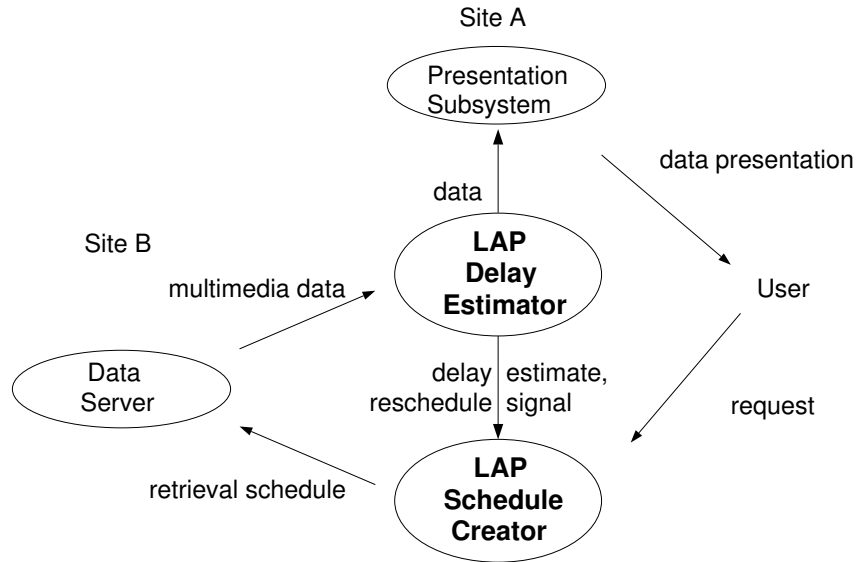 Site A
Presentation
Subsystem
data presentation
data
LAP
Delay
Estimator
Site B
multimedia data
User
Data
Server
delay estimate,
reschedule signal
request
retrieval schedule
LAP
Schedule
Creator